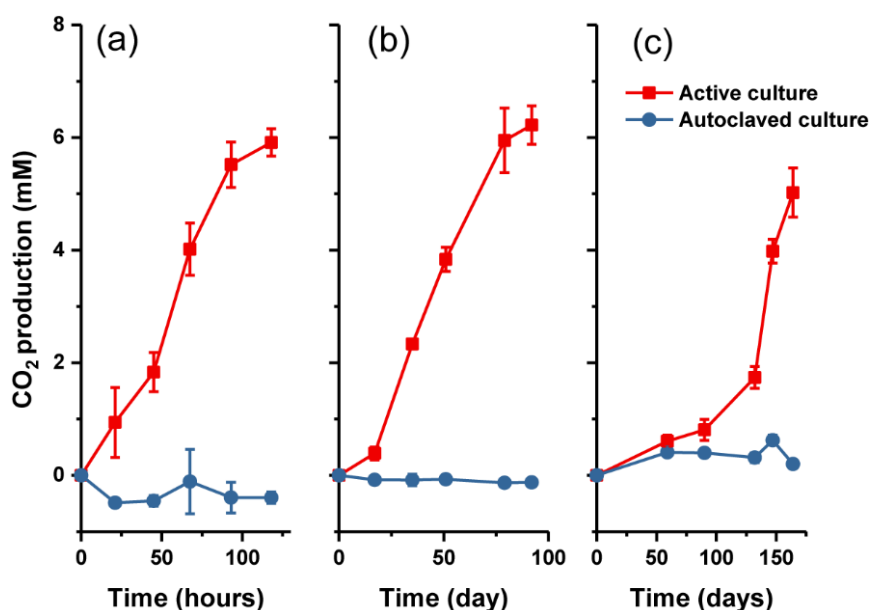 (a)
(b)
(c)
Active culture
Autoclaved culture
CO₂ production (mM)
8
6
4
2
0
0 50 100
0 50 100
0 50 100 150
Time (hours)
Time (day)
Time (days)